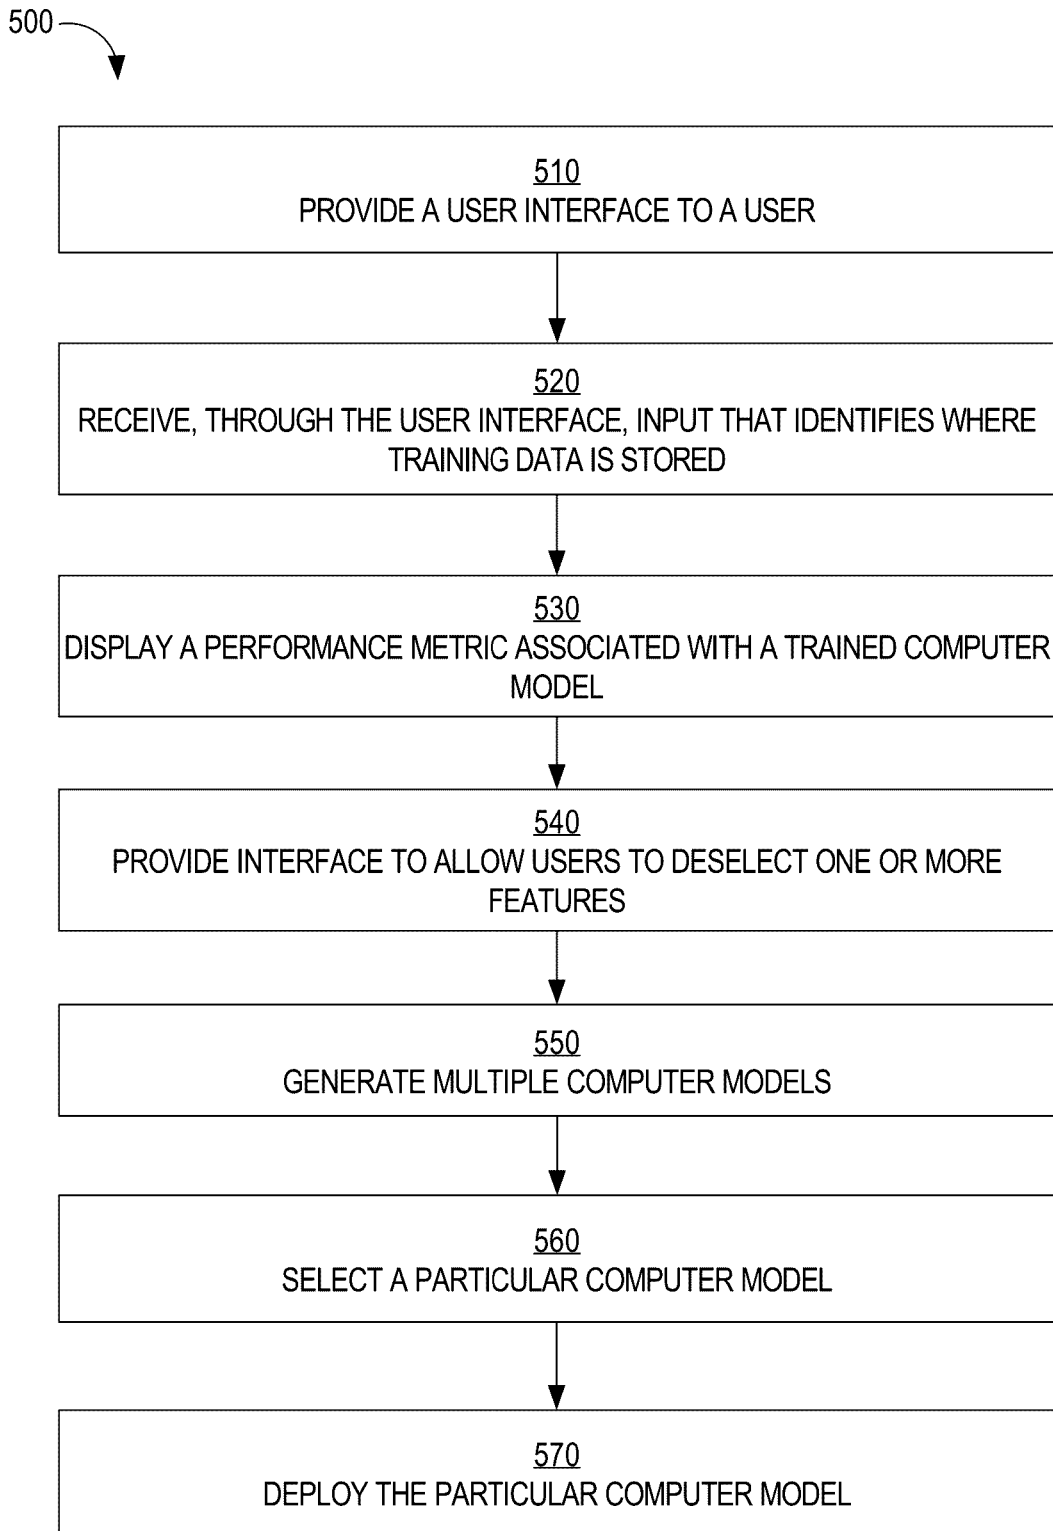 500
510
PROVIDE A USER INTERFACE TO A USER
520
RECEIVE, THROUGH THE USER INTERFACE, INPUT THAT IDENTIFIES WHERE
TRAINING DATA IS STORED
530
DISPLAY A PERFORMANCE METRIC ASSOCIATED WITH A TRAINED COMPUTER
MODEL
540
PROVIDE INTERFACE TO ALLOW USERS TO DESELECT ONE OR MORE
FEATURES
550
GENERATE MULTIPLE COMPUTER MODELS
560
SELECT A PARTICULAR COMPUTER MODEL
570
DEPLOY THE PARTICULAR COMPUTER MODEL